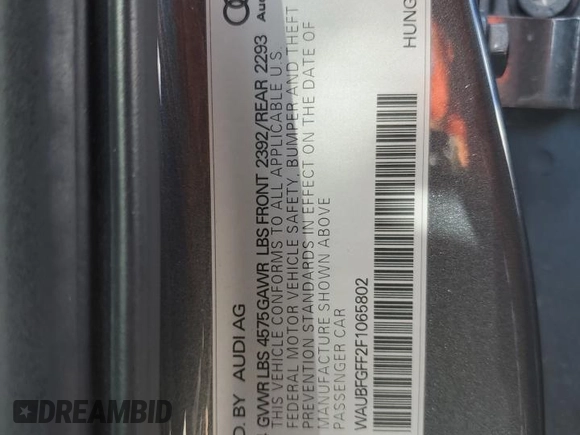 Aud
D. BY AUDI AG
GVWR LBS 4575GAWR LBS FRONT 2392/REAR 2293
THIS VEHICLE CONFORMS TO ALL APPLICABLE U.S
FEDERAL MOTOR VEHICLE SAFETY, BUMPER AND THEFT
PREVENTION STANDARDS IN EFFECT ON THE DATE OF
MANUFACTURE SHOWN ABOVE
PASSENGER CAR
WAUBFGFF2F1065802
HUNG
DREAMBID